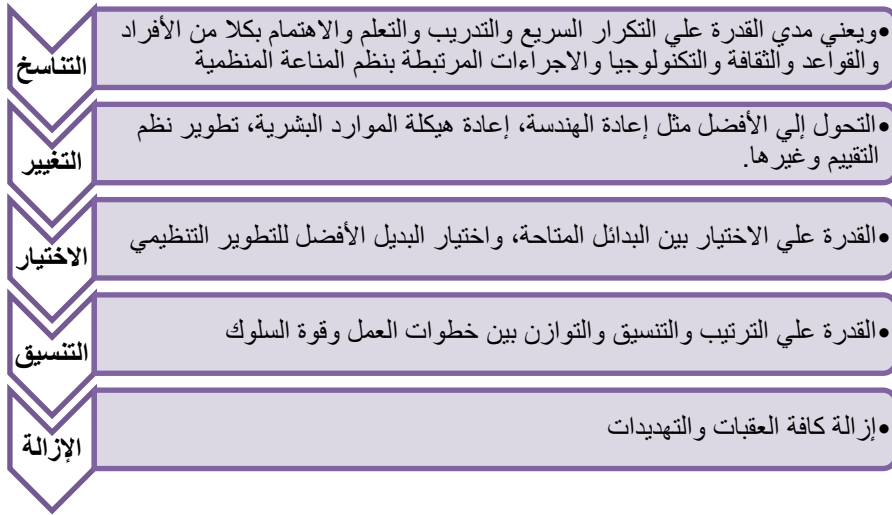 التناسخ
•ويعني مدي القدرة علي التكرار السريع والتدريب والتعلم والاهتمام بكلا من الأفراد
والقواعد والثقافة والتكنولوجيا والاجراءات المرتبطة بنظم المناعة المنظمية
التغيير
•التحول إلي الأفضل مثل إعادة الهندسة، إعادة هيكلة الموارد البشرية، تطوير نظم
التقييم وغيرها.
الاختيار
•القدرة علي الاختيار بين البدائل المتاحة، واختيار البديل الأفضل للتطوير التنظيمي
التنسيق
•القدرة علي الترتيب والتنسيق والتوازن بين خطوات العمل وقوة السلوك
الإزالة
•إزالة كافة العقبات والتهديدات